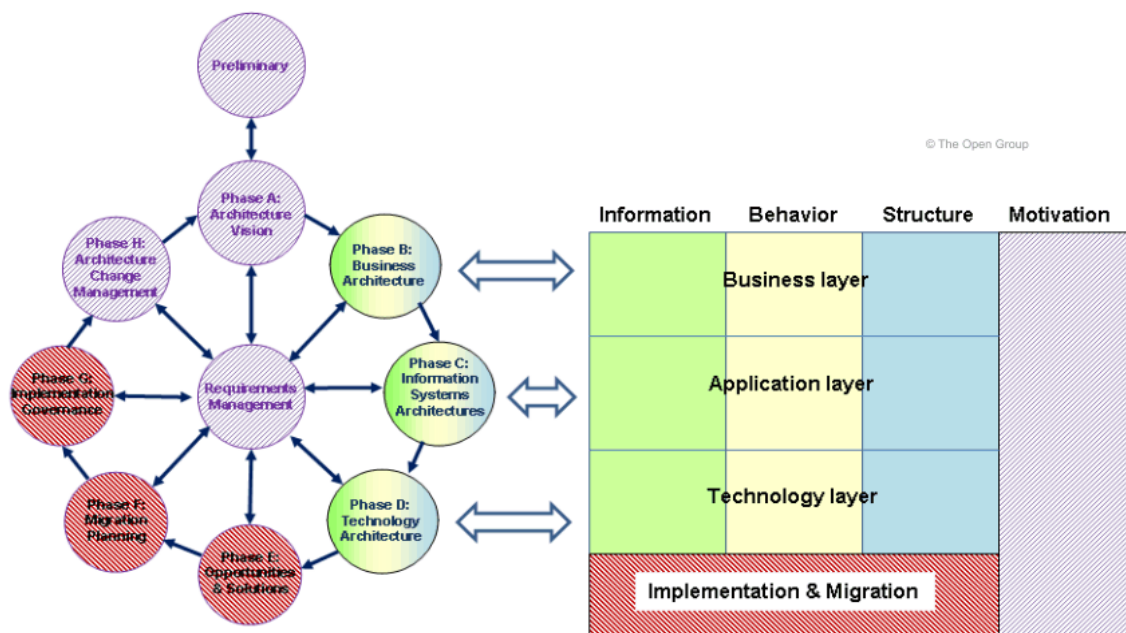 Preliminary
© The Open Group
Phase A:
Architecture
Vision
Phase H:
Architecture
Change
Management
Phase B:
Business
Architecture
Requirements
Management
Phase G:
Implementation
Governance
Phase C:
Information
Systems
Architectures
Phase F:
Migration
Planning
Phase D:
Technology
Architecture
Phase E:
Opportunities
& Solutions
Information Behavior Structure Motivation
Business layer
Application layer
Technology layer
Implementation & Migration